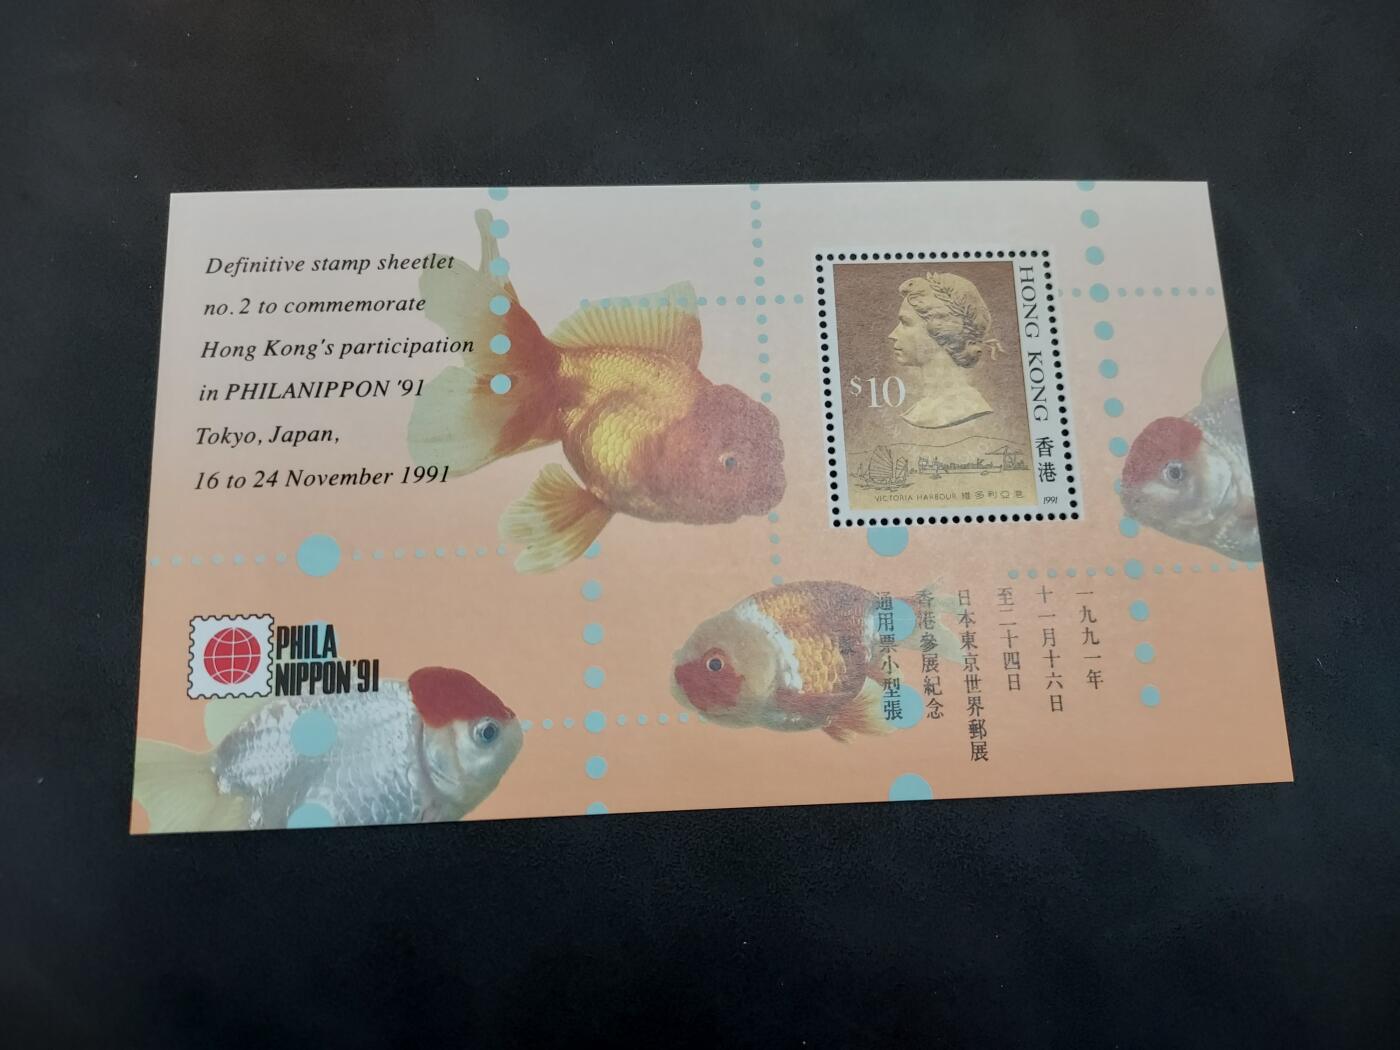 Definitive stamp sheetlet
no. 2 to commemorate
Hong Kong's participation
in PHILANIPPON '91
Tokyo, Japan,
16 to 24 November 1991
$10
HONG KONG 香港
VICTORIA HARBOUR 維多利亞港
1991
PHILA
NIPPON'91
一九九一年
十一月十六日
至二十四日
日本東京世界郵展
香港參展紀念
通用票小型張